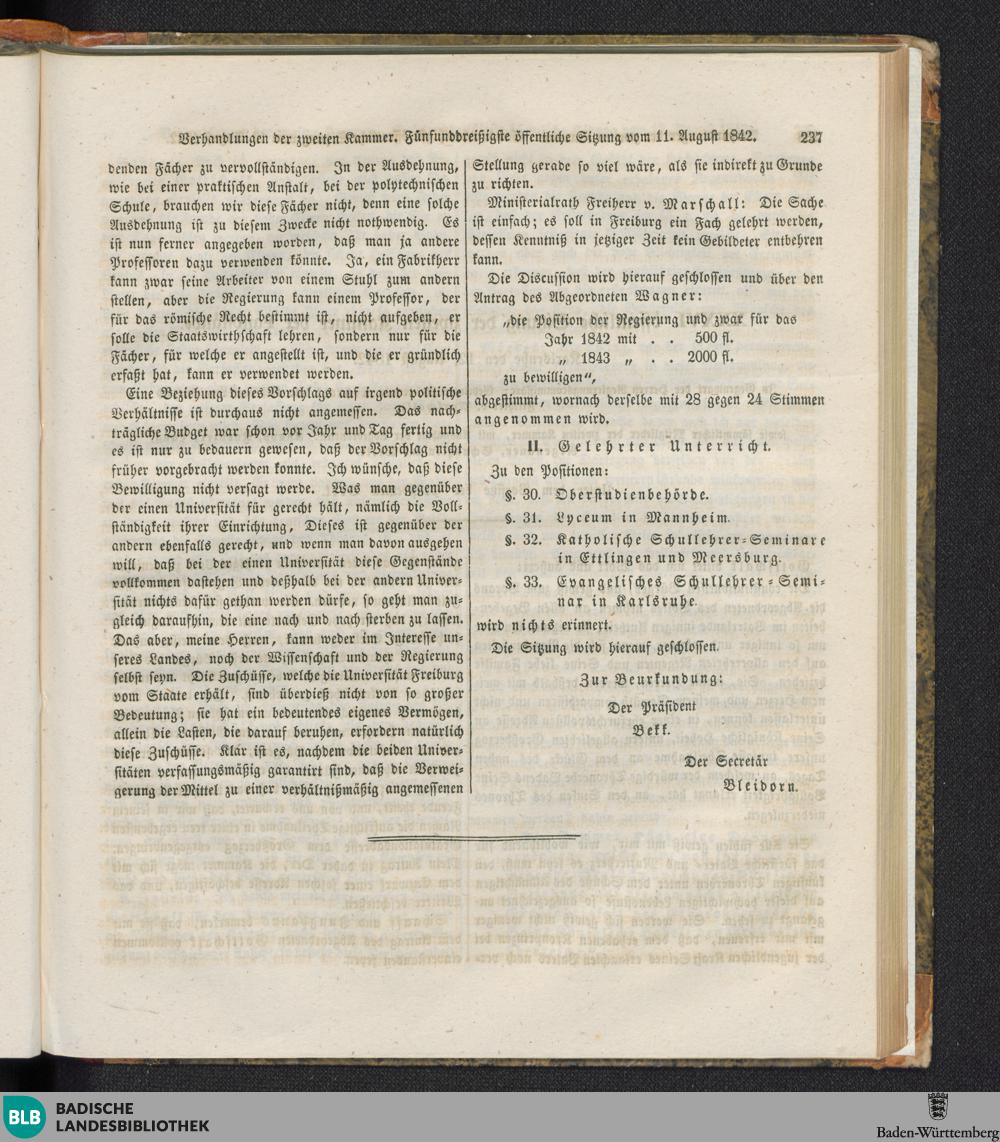 Verhandlungen der zweiten Kammer. Fünfunddreißigste öffentliche Sitzung vom 11. August 1842. 237
denden Fächer zu vervollständigen. In der Ausdehnung,
wie bei einer praktischen Anstalt, bei der polytechnischen
Schule, brauchen wir diese Fächer nicht, denn eine solche
Ausdehnung ist zu diesem Zwecke nicht nothwendig. Es
ist nun ferner angegeben worden, daß man ja andere
Professoren dazu verwenden könnte. Ja, ein Fabrikherr
kann zwar seine Arbeiter von einem Stuhl zum andern
stellen, aber die Regierung kann einem Professor, der
für das römische Recht bestimmt ist, nicht aufgeben, er
solle die Staatswirthschaft lehren, sondern nur für die
Fächer, für welche er angestellt ist, und die er gründlich
erfaßt hat, kann er verwendet werden.
Eine Beziehung dieses Vorschlags auf irgend politische
Verhältnisse ist durchaus nicht angemessen. Das nach-
trägliche Budget war schon vor Jahr und Tag fertig und
es ist nur zu bedauern gewesen, daß der Vorschlag nicht
früher vorgebracht werden konnte. Ich wünsche, daß diese
Bewilligung nicht versagt werde. Was man gegenüber
der einen Universität für gerecht hält, nämlich die Voll-
ständigkeit ihrer Einrichtung, Dieses ist gegenüber der
andern ebenfalls gerecht, und wenn man davon ausgehen
will, daß bei der einen Universität diese Gegenstände
vollkommen dastehen und deßhalb bei der andern Univer-
sität nichts dafür gethan werden dürfe, so geht man zu-
gleich daraufhin, die eine nach und nach sterben zu lassen.
Das aber, meine Herren, kann weder im Interesse un-
seres Landes, noch der Wissenschaft und der Regierung
selbst seyn. Die Zuschüsse, welche die Universität Freiburg
vom Staate erhält, sind überdieß nicht von so großer
Bedeutung; sie hat ein bedeutendes eigenes Vermögen,
allein die Lasten, die darauf beruhen, erfordern natürlich
diese Zuschüsse. Klar ist es, nachdem die beiden Univer-
sitäten verfassungsmäßig garantirt sind, daß die Verwei-
gerung der Mittel zu einer verhältnißmäßig angemessenen
Stellung gerade so viel wäre, als sie indirekt zu Grunde
zu richten.
Ministerialrath Freiherr v. Marschall: Die Sache
ist einfach; es soll in Freiburg ein Fach gelehrt werden,
dessen Kenntniß in jetziger Zeit kein Gebildeter entbehren
kann.
Die Discussion wird hierauf geschlossen und über den
Antrag des Abgeordneten Wagner:
„die Position der Regierung und zwar für das
Jahr 1842 mit . . 500 fl.
„ 1843 „ . . 2000 fl.
zu bewilligen“,
abgestimmt, wornach derselbe mit 28 gegen 24 Stimmen
angenommen wird.
II. Gelehrter Unterricht.
Zu den Positionen:
§. 30. Oberstudienbehörde.
§. 31. Lyceum in Mannheim.
§. 32. Katholische Schullehrer-Seminare
in Ettlingen und Meersburg.
§. 33. Evangelisches Schullehrer-Semi-
nar in Karlsruhe.
wird nichts erinnert.
Die Sitzung wird hierauf geschlossen.
Zur Beurkundung:
Der Präsident
Bekk.
Der Secretär
Bleidorn.
BLB BADISCHE
LANDESBIBLIOTHEK
Baden-Württemberg